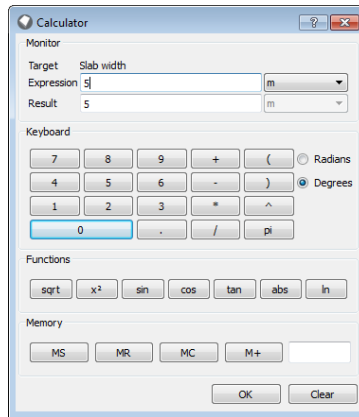 Calculator
Monitor
Target Slab width
Expression 5 m
Result 5 m
Keyboard
7 8 9 + ( Radians
4 5 6 - ) Degrees
1 2 3 * ^
0 . / pi
Functions
sqrt x² sin cos tan abs ln
Memory
MS MR MC M+
OK Clear